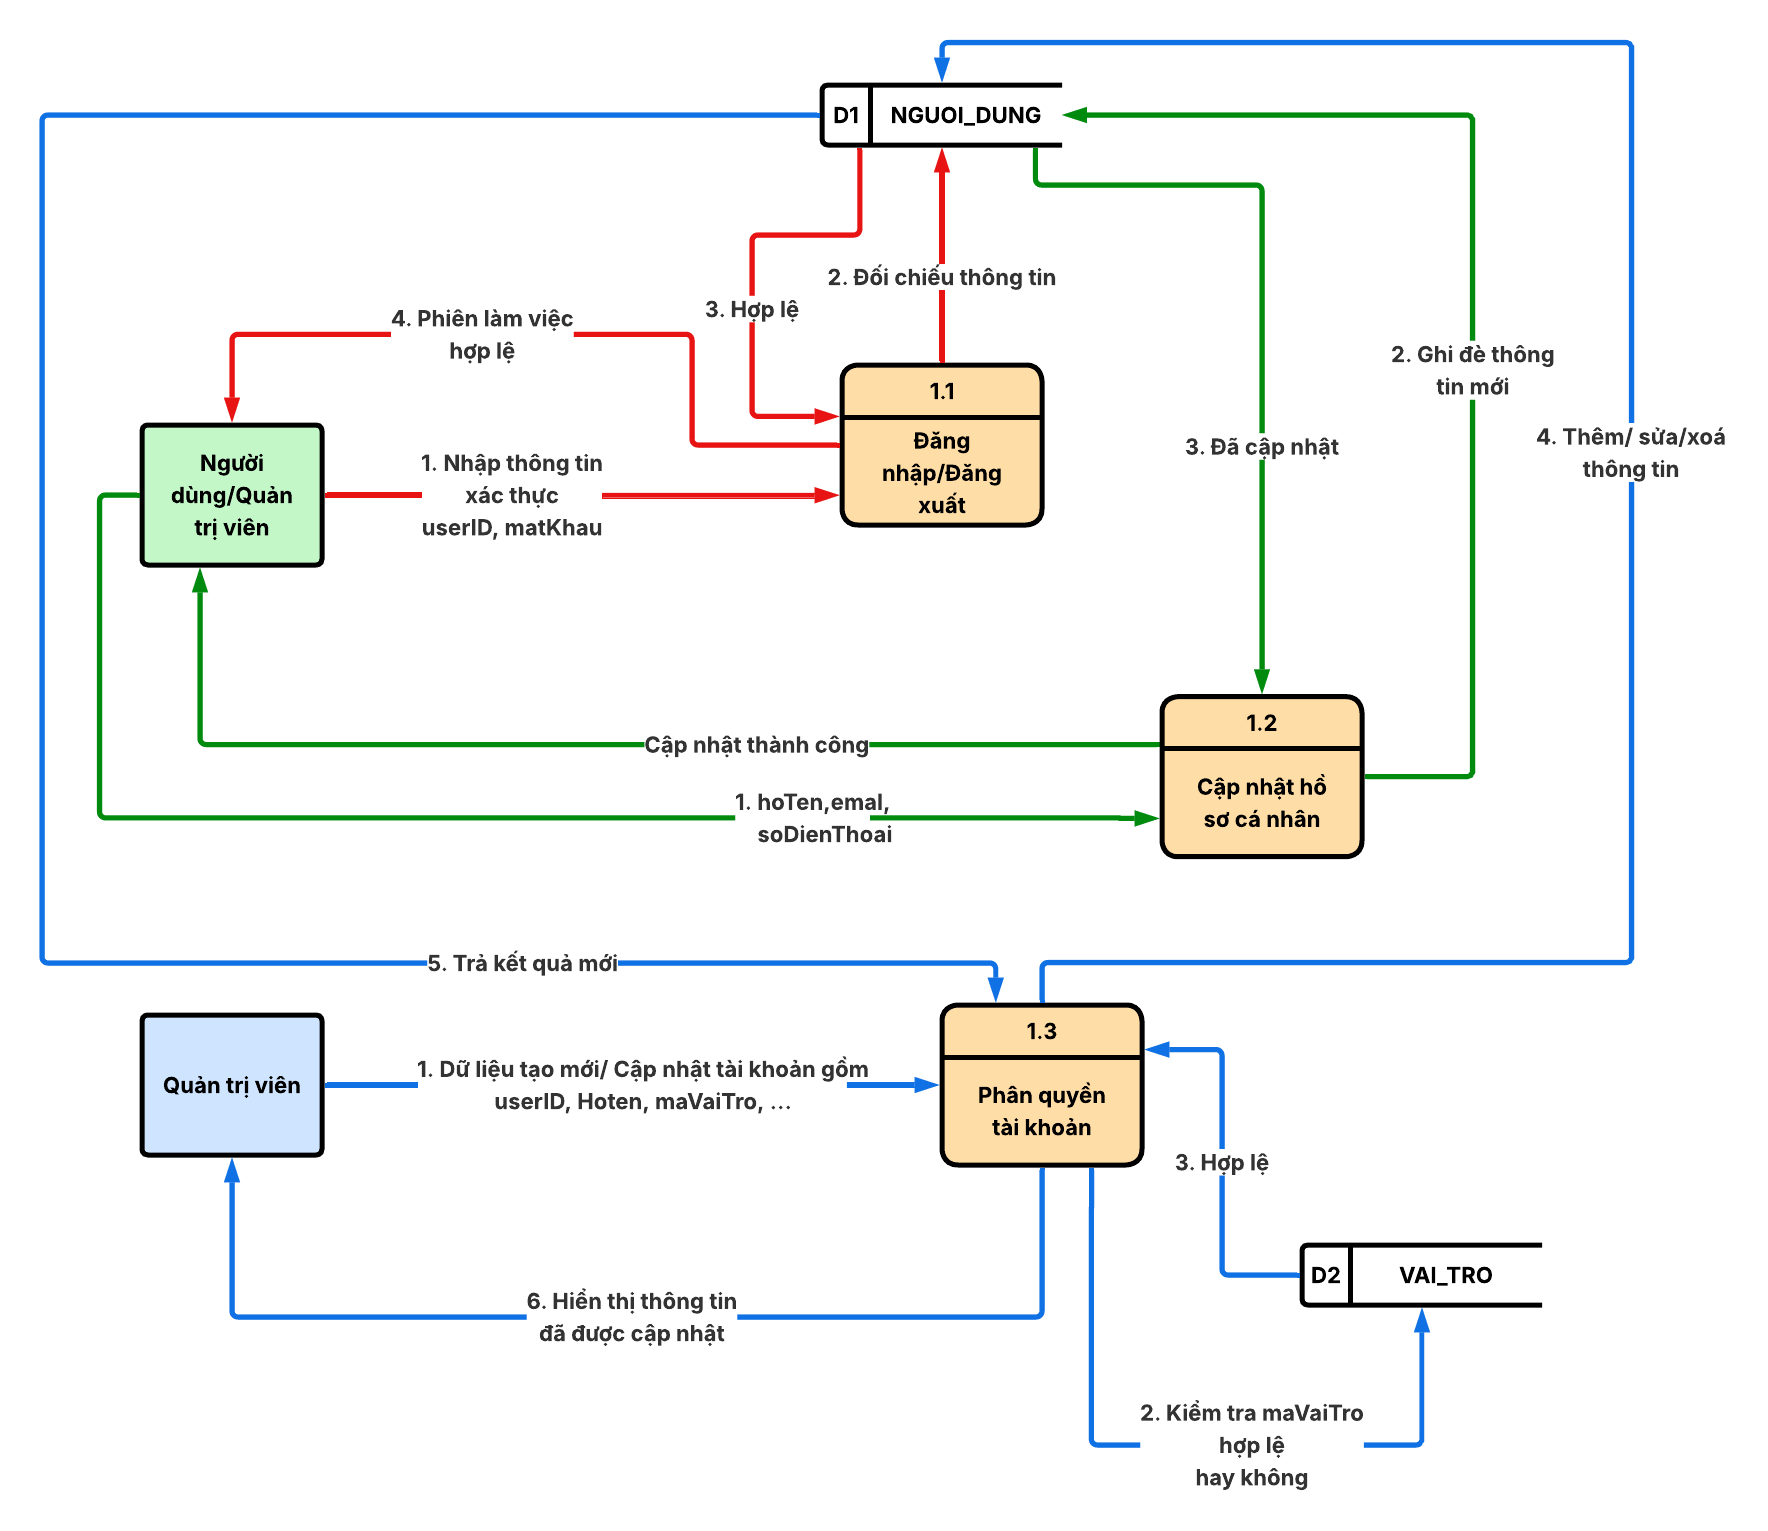 D1
NGUOI_DUNG
2. Đối chiếu thông tin
3. Hợp lệ
4. Phiên làm việc
hợp lệ
2. Ghi đè thông
tin mới
1.1
Đăng
nhập/Đăng
xuất
3. Đã cập nhật
4. Thêm/ sửa/xoá
thông tin
Người
dùng/Quản
trị viên
1. Nhập thông tin
xác thực
userID, matKhau
1.2
Cập nhật hồ
sơ cá nhân
Cập nhật thành công
1. hoTen,emal,
soDienThoai
5. Trả kết quả mới
1.3
Phân quyền
tài khoản
Quản trị viên
1. Dữ liệu tạo mới/ Cập nhật tài khoản gồm
userID, Hoten, maVaiTro, ...
3. Hợp lệ
D2
VAI_TRO
6. Hiển thị thông tin
đã được cập nhật
2. Kiểm tra maVaiTro
hợp lệ
hay không